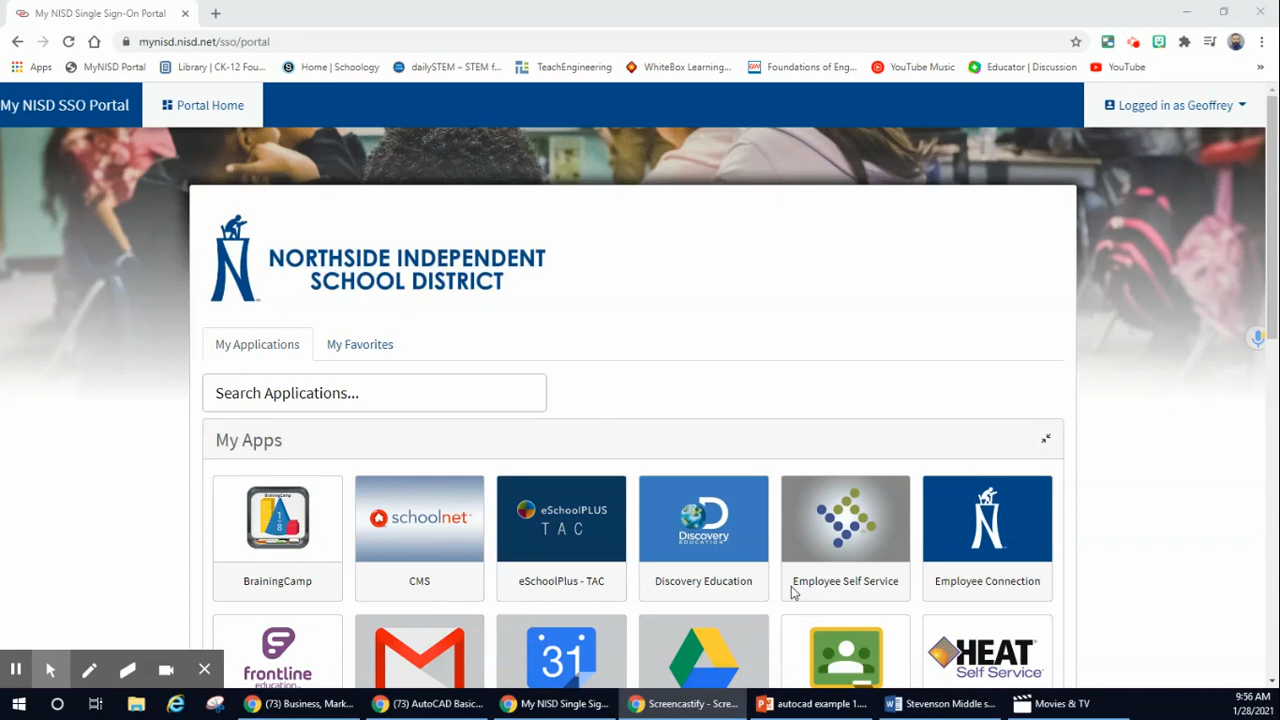 My NISD Single Sign-On Portal
mynisd.nisd.net/sso/portal
Apps
MyNISD Portal
Library | CK-12 Fou...
Home | Schoology
dailySTEM – STEM f...
TeachEngineering
WhiteBox Learning...
Foundations of Eng...
YouTube Music
Educator | Discussion
YouTube
»
My NISD SSO Portal
Portal Home
Logged in as Geoffrey
N
NORTHSIDE INDEPENDENT
SCHOOL DISTRICT
My Applications
My Favorites
Search Applications...
My Apps
BrainingCamp
1
8
schoolnet
eSchoolPLUS
TAC
D
DISCOVERY
EDUCATION
N
BrainingCamp
CMS
eSchoolPlus - TAC
Discovery Education
Employee Self Service
Employee Connection
frontline
education
31
HEAT
Self Service
(73) Business, Mark...
(73) AutoCAD Basic...
My NISD Single Sig...
Screencastify - Scre...
autocad example 1....
Stevenson Middle s...
Movies & TV
9:56 AM
1/28/2021